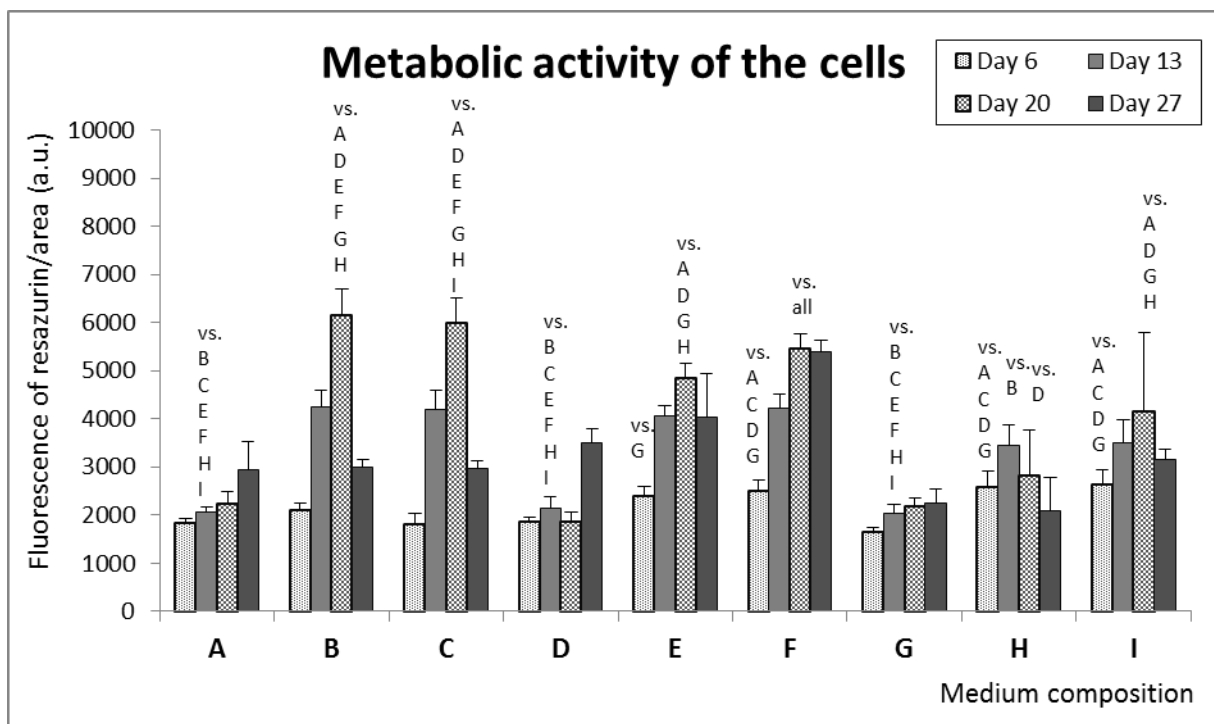 Metabolic activity of the cells
Day 6
Day 13
Day 20
Day 27
Fluorescence of resazurin/area (a.u.)
10000
9000
8000
7000
6000
5000
4000
3000
2000
1000
0
vs.
B
C
E
F
H
I
vs.
A
D
E
F
G
H
vs.
A
D
E
F
G
H
I
vs.
B
C
E
F
H
I
vs.
G
vs.
A
D
G
H
vs.
A
C
D
G
vs.
all
vs.
B
C
E
F
H
I
vs.
A
C
D
G
vs.
B
vs.
D
vs.
A
C
D
G
vs.
A
D
G
H
A
B
C
D
E
F
G
H
I
Medium composition